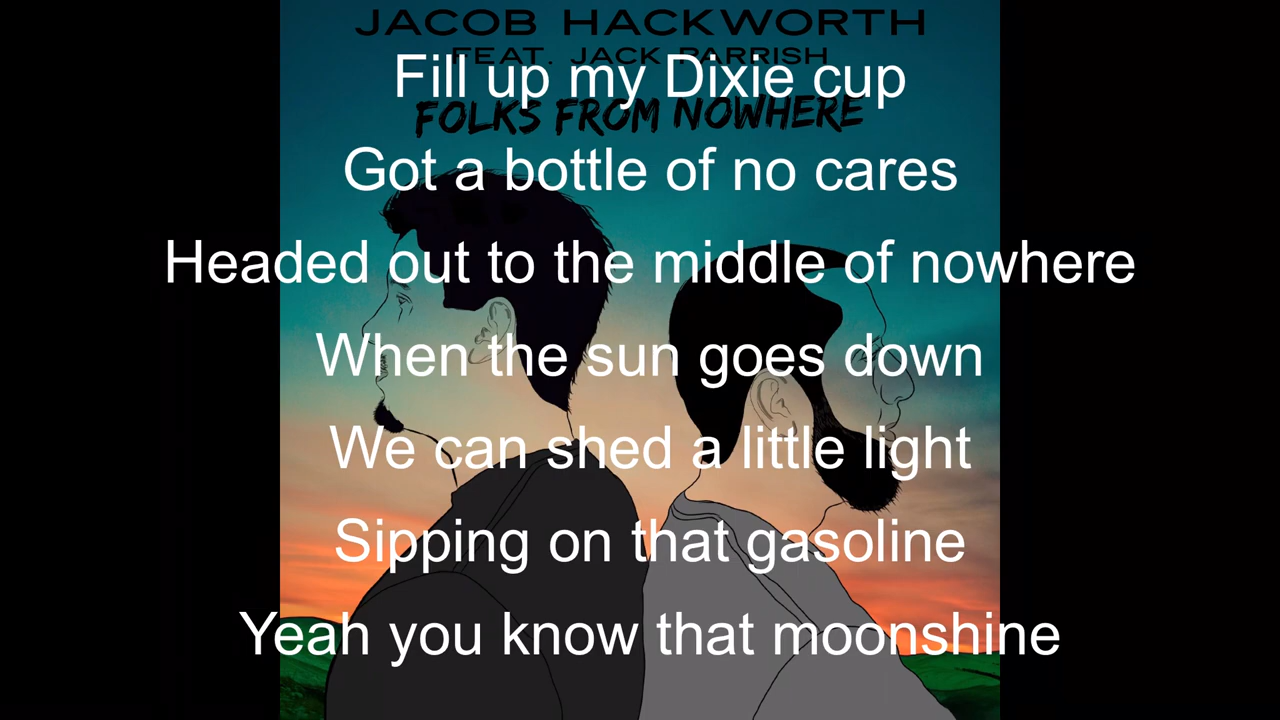 JACOB HACKWORTH
FEAT. JACK PARRISH
Fill up my Dixie cup
FOLKS FROM NOWHERE
Got a bottle of no cares
Headed out to the middle of nowhere
When the sun goes down
We can shed a little light
Sipping on that gasoline
Yeah you know that moonshine